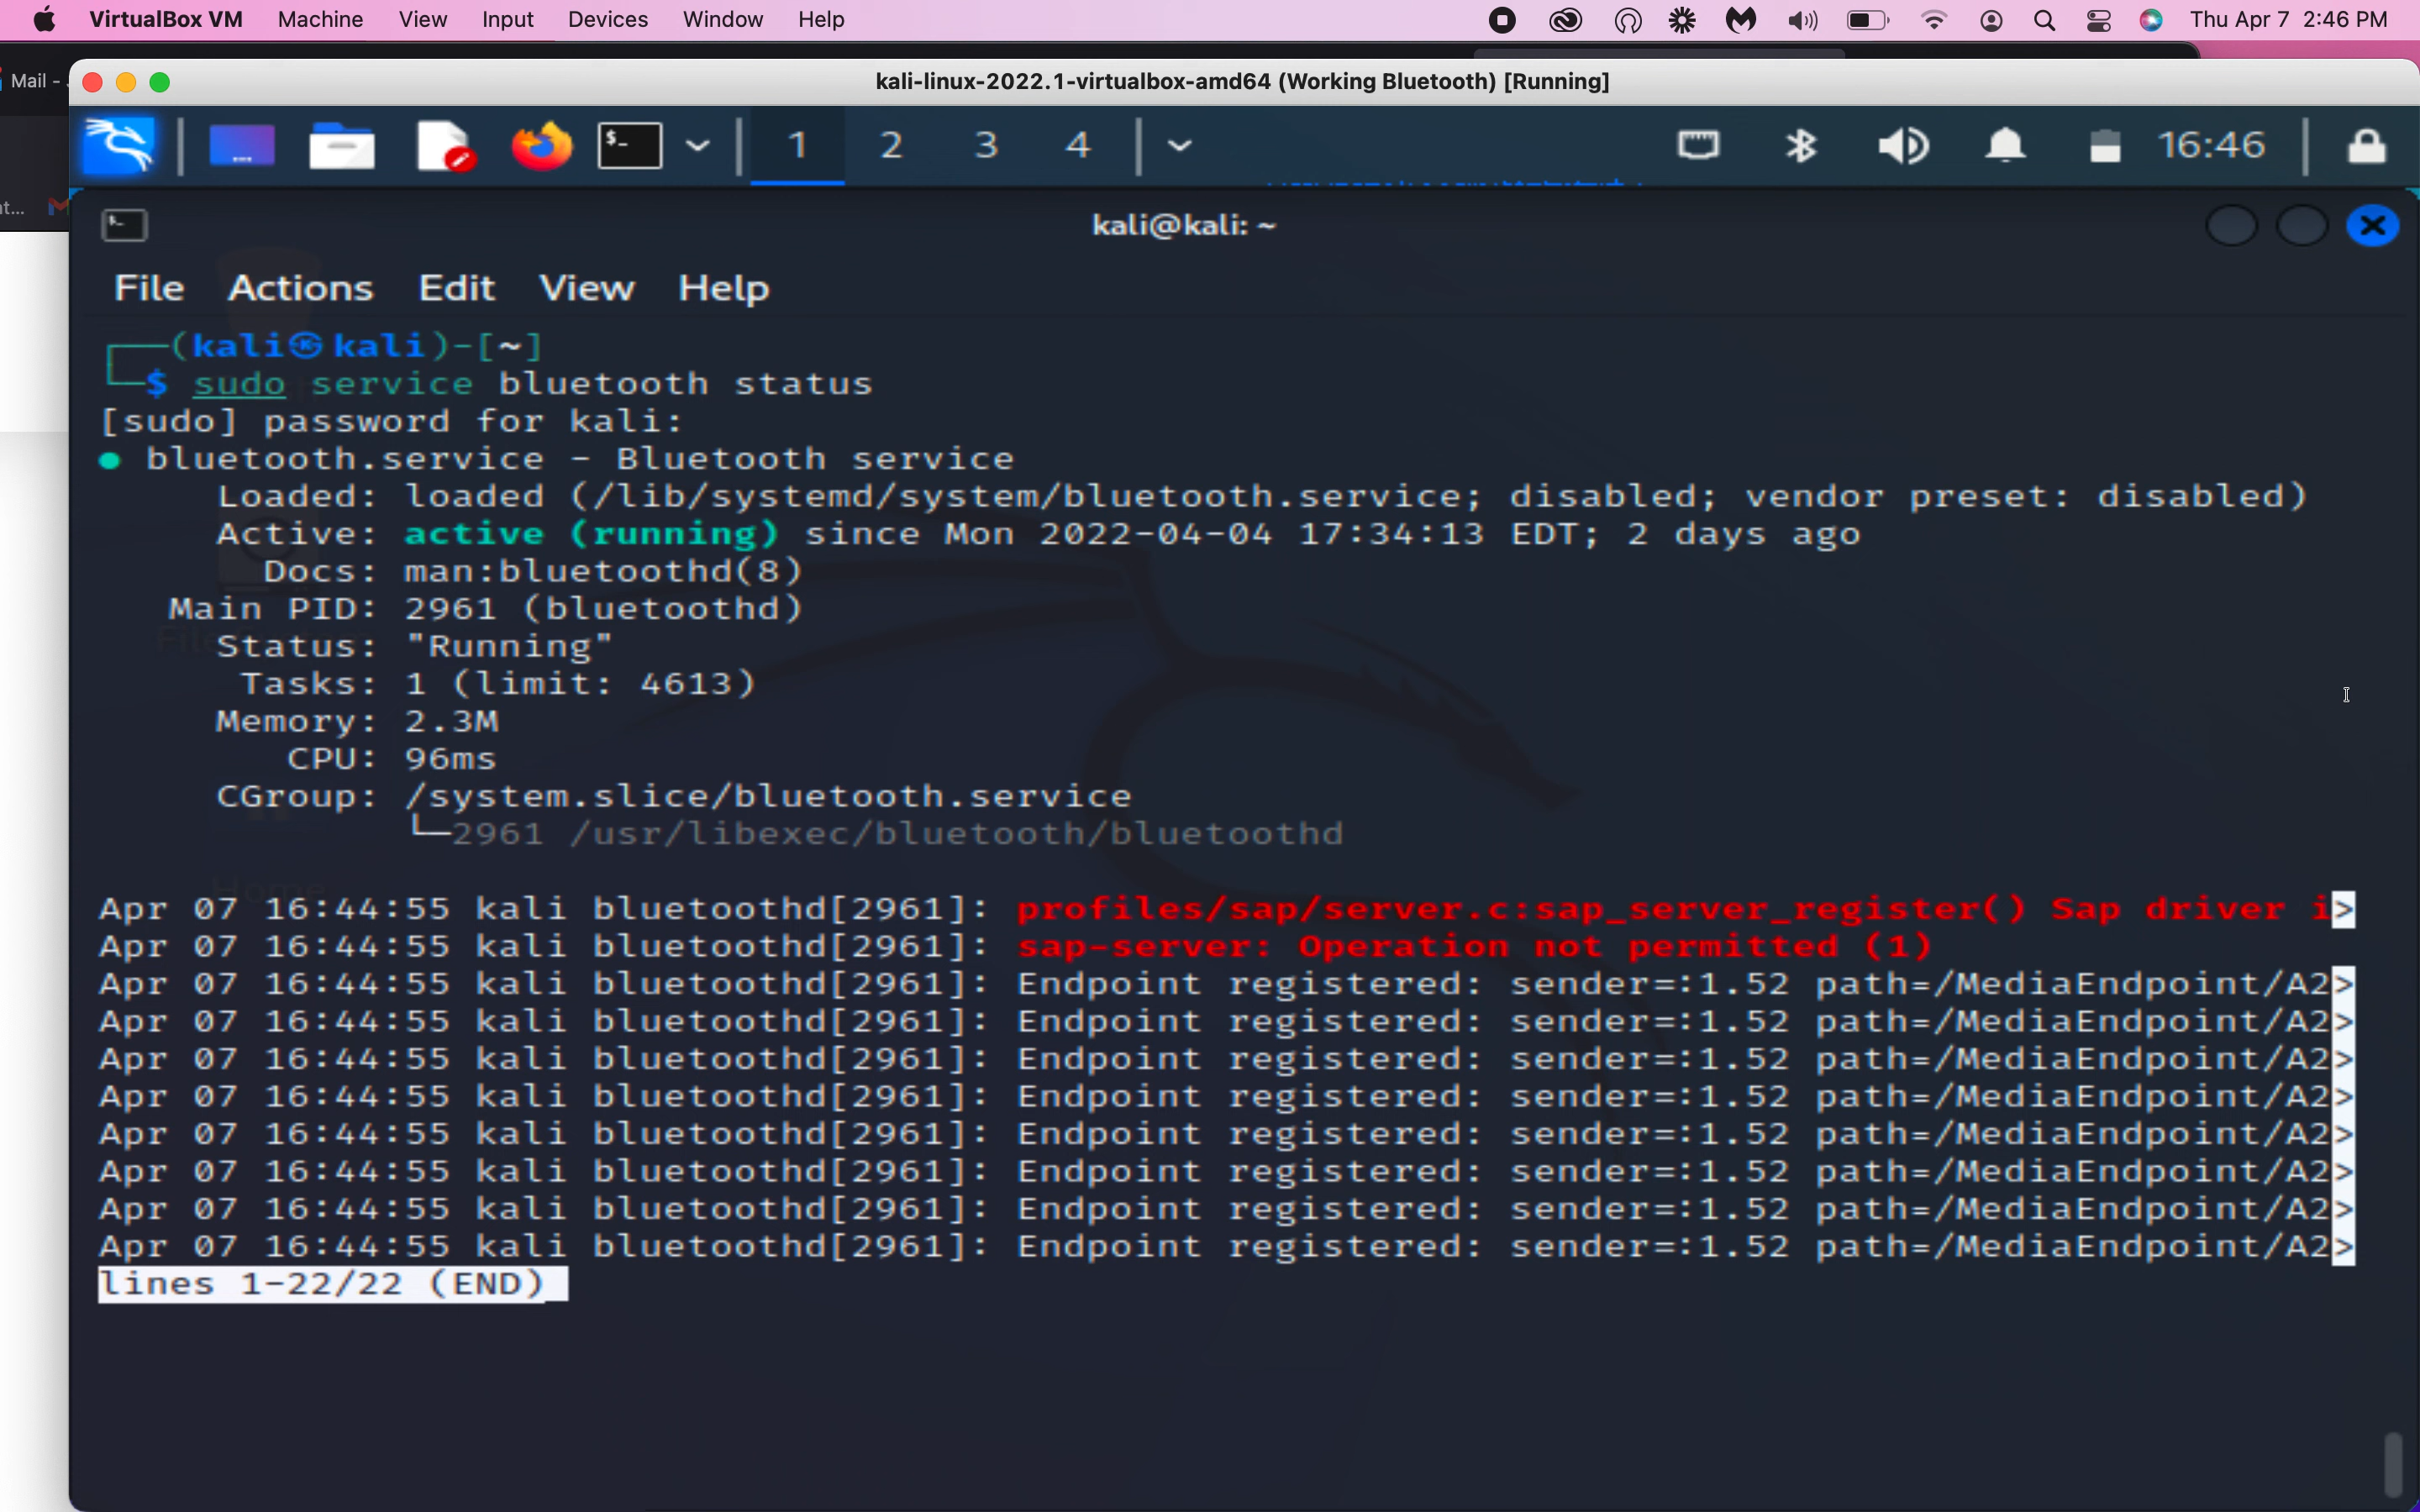 VirtualBox VM Machine View Input Devices Window Help Thu Apr 7 2:46 PM
Mail -
kali-linux-2022.1-virtualbox-amd64 (Working Bluetooth) [Running]
$_ 1 2 3 4 16:46
kali@kali: ~
File Actions Edit View Help
┌──(kali㉿kali)-[~]
└─$ sudo service bluetooth status
[sudo] password for kali:
● bluetooth.service - Bluetooth service
Loaded: loaded (/lib/systemd/system/bluetooth.service; disabled; vendor preset: disabled)
Active: active (running) since Mon 2022-04-04 17:34:13 EDT; 2 days ago
Docs: man:bluetoothd(8)
Main PID: 2961 (bluetoothd)
Status: "Running"
Tasks: 1 (limit: 4613)
Memory: 2.3M
CPU: 96ms
CGroup: /system.slice/bluetooth.service
└─2961 /usr/libexec/bluetooth/bluetoothd
Home
Apr 07 16:44:55 kali bluetoothd[2961]: profiles/sap/server.c:sap_server_register() Sap driver i>
Apr 07 16:44:55 kali bluetoothd[2961]: sap-server: Operation not permitted (1)
Apr 07 16:44:55 kali bluetoothd[2961]: Endpoint registered: sender=:1.52 path=/MediaEndpoint/A2>
Apr 07 16:44:55 kali bluetoothd[2961]: Endpoint registered: sender=:1.52 path=/MediaEndpoint/A2>
Apr 07 16:44:55 kali bluetoothd[2961]: Endpoint registered: sender=:1.52 path=/MediaEndpoint/A2>
Apr 07 16:44:55 kali bluetoothd[2961]: Endpoint registered: sender=:1.52 path=/MediaEndpoint/A2>
Apr 07 16:44:55 kali bluetoothd[2961]: Endpoint registered: sender=:1.52 path=/MediaEndpoint/A2>
Apr 07 16:44:55 kali bluetoothd[2961]: Endpoint registered: sender=:1.52 path=/MediaEndpoint/A2>
Apr 07 16:44:55 kali bluetoothd[2961]: Endpoint registered: sender=:1.52 path=/MediaEndpoint/A2>
Apr 07 16:44:55 kali bluetoothd[2961]: Endpoint registered: sender=:1.52 path=/MediaEndpoint/A2>
lines 1-22/22 (END)